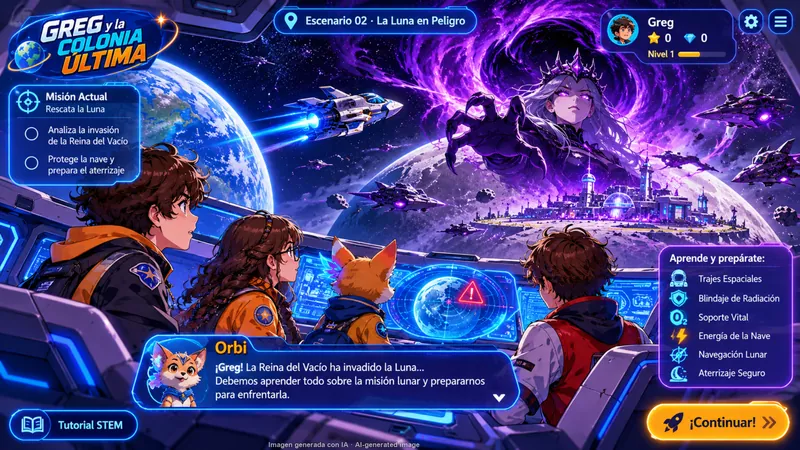 GREG y la
COLONIA
ÚLTIMA
Escenario 02 · La Luna en Peligro
Greg
0 0
Nivel 1
Misión Actual
Rescata la Luna
Analiza la invasión
de la Reina del Vacío
Protege la nave y
prepara el aterrizaje
Aprende y prepárate:
Trajes Espaciales
Blindaje de Radiación
Soporte Vital
Energía de la Nave
Navegación Lunar
Aterrizaje Seguro
Orbi
¡Greg! La Reina del Vacío ha invadido la Luna...
Debemos aprender todo sobre la misión lunar y prepararnos
para enfrentarla.
Tutorial STEM
¡Continuar!
Imagen generada con IA · AI-generated image